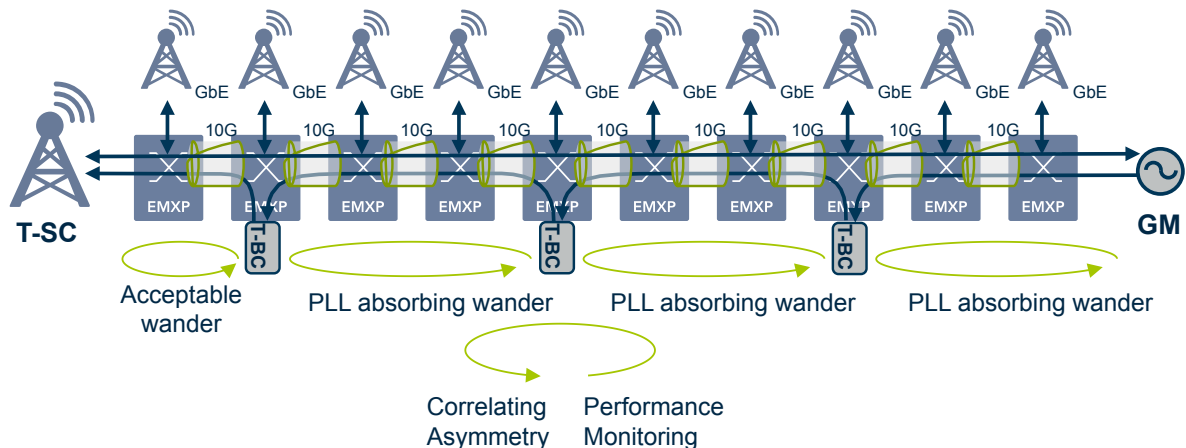 GbE GbE GbE GbE GbE GbE GbE GbE GbE GbE
10G 10G 10G 10G 10G 10G 10G 10G 10G
EMXP EMXP EMXP EMXP EMXP EMXP EMXP EMXP EMXP EMXP
T-SC
GM
T-BC T-BC T-BC
Acceptable
wander
PLL absorbing wander
PLL absorbing wander
PLL absorbing wander
Correlating
Asymmetry
Performance
Monitoring